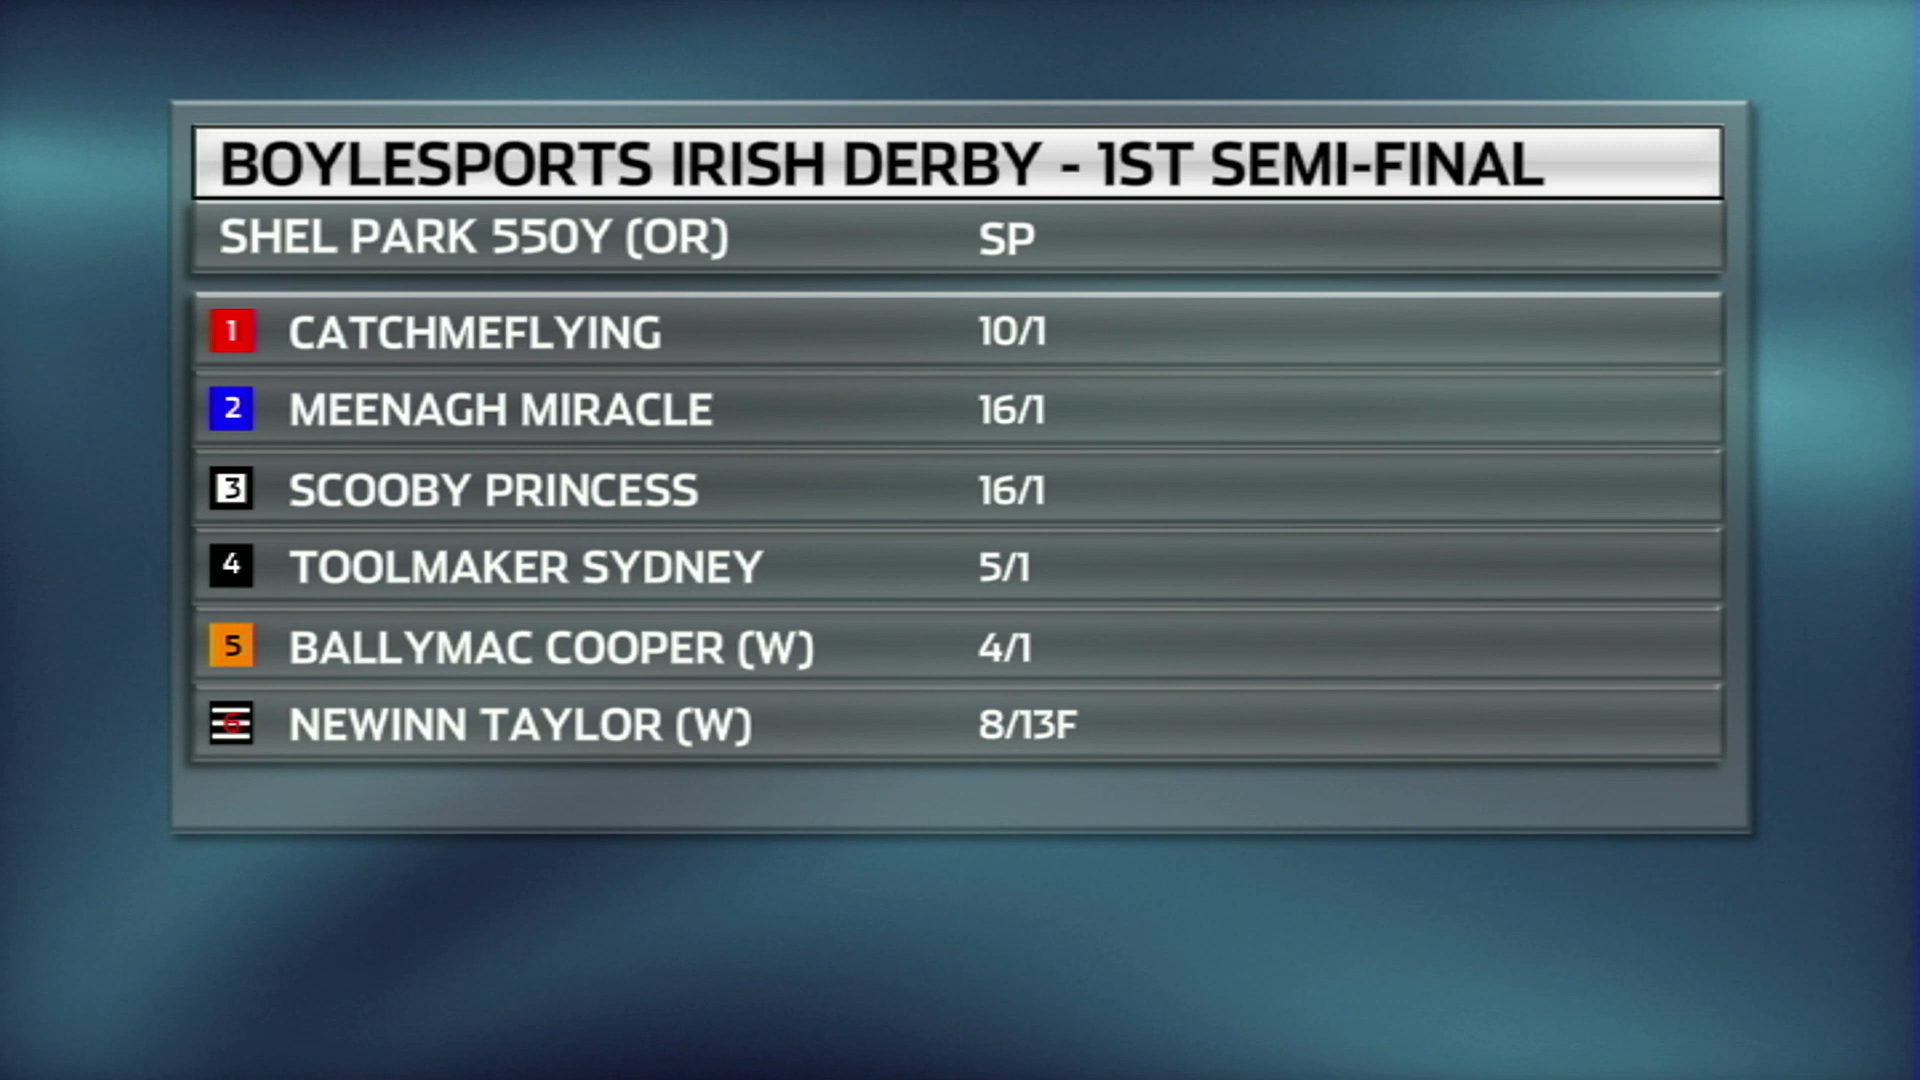 BOYLESPORTS IRISH DERBY - 1ST SEMI-FINAL
SHEL PARK 550Y (OR) SP
1 CATCHMEFLYING 10/1
2 MEENAGH MIRACLE 16/1
3 SCOOBY PRINCESS 16/1
4 TOOLMAKER SYDNEY 5/1
5 BALLYMAC COOPER (W) 4/1
6 NEWINN TAYLOR (W) 8/13F